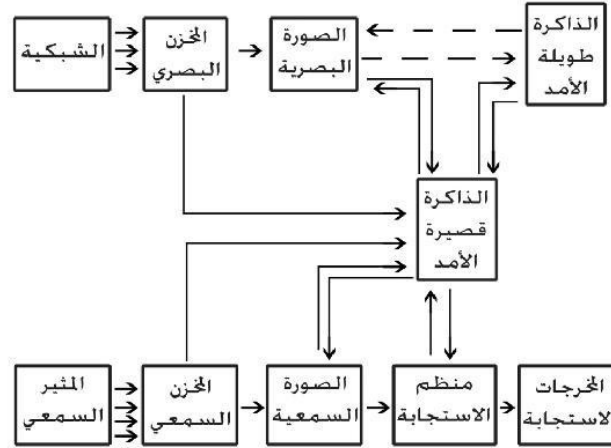 الشبكية
المخزن
البصري
الصورة
البصرية
الذاكرة
طويلة
الأمد
الذاكرة
قصيرة
الأمد
المثير
السمعي
المخزن
السمعي
الصورة
السمعية
منظم
الاستجابة
المخرجات
لاستجابة